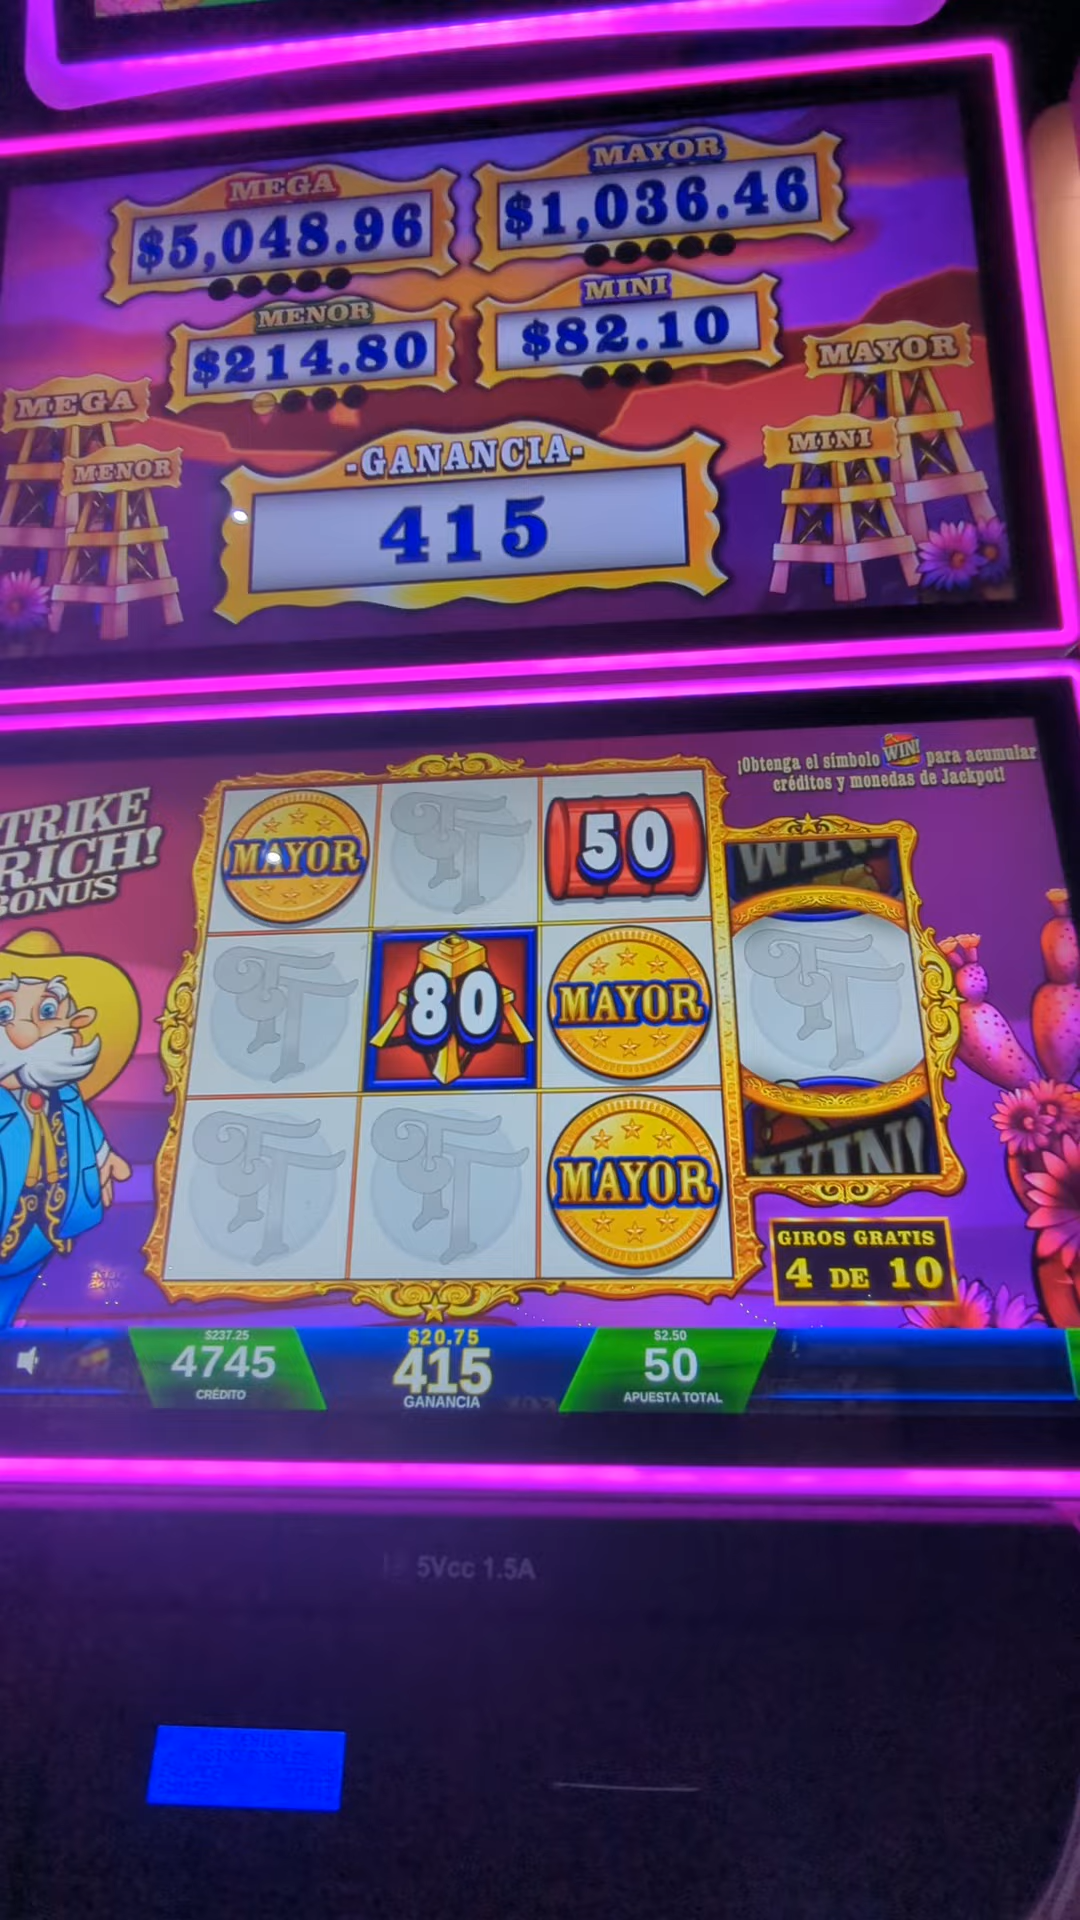 MEGA
$5,048.96
MAYOR
$1,036.46
MENOR
$214.80
MINI
$82.10
MEGA
MENOR
MAYOR
MINI
-GANANCIA-
415
TRIKE
RICH!
BONUS
¡Obtenga el símbolo WIN! para acumular
créditos y monedas de Jackpot!
MAYOR
50
80
MAYOR
MAYOR
WIN!
GIROS GRATIS
4 DE 10
$237.25
4745
CRÉDITO
$20.75
415
GANANCIA
$2.50
50
APUESTA TOTAL
5Vcc 1.5A